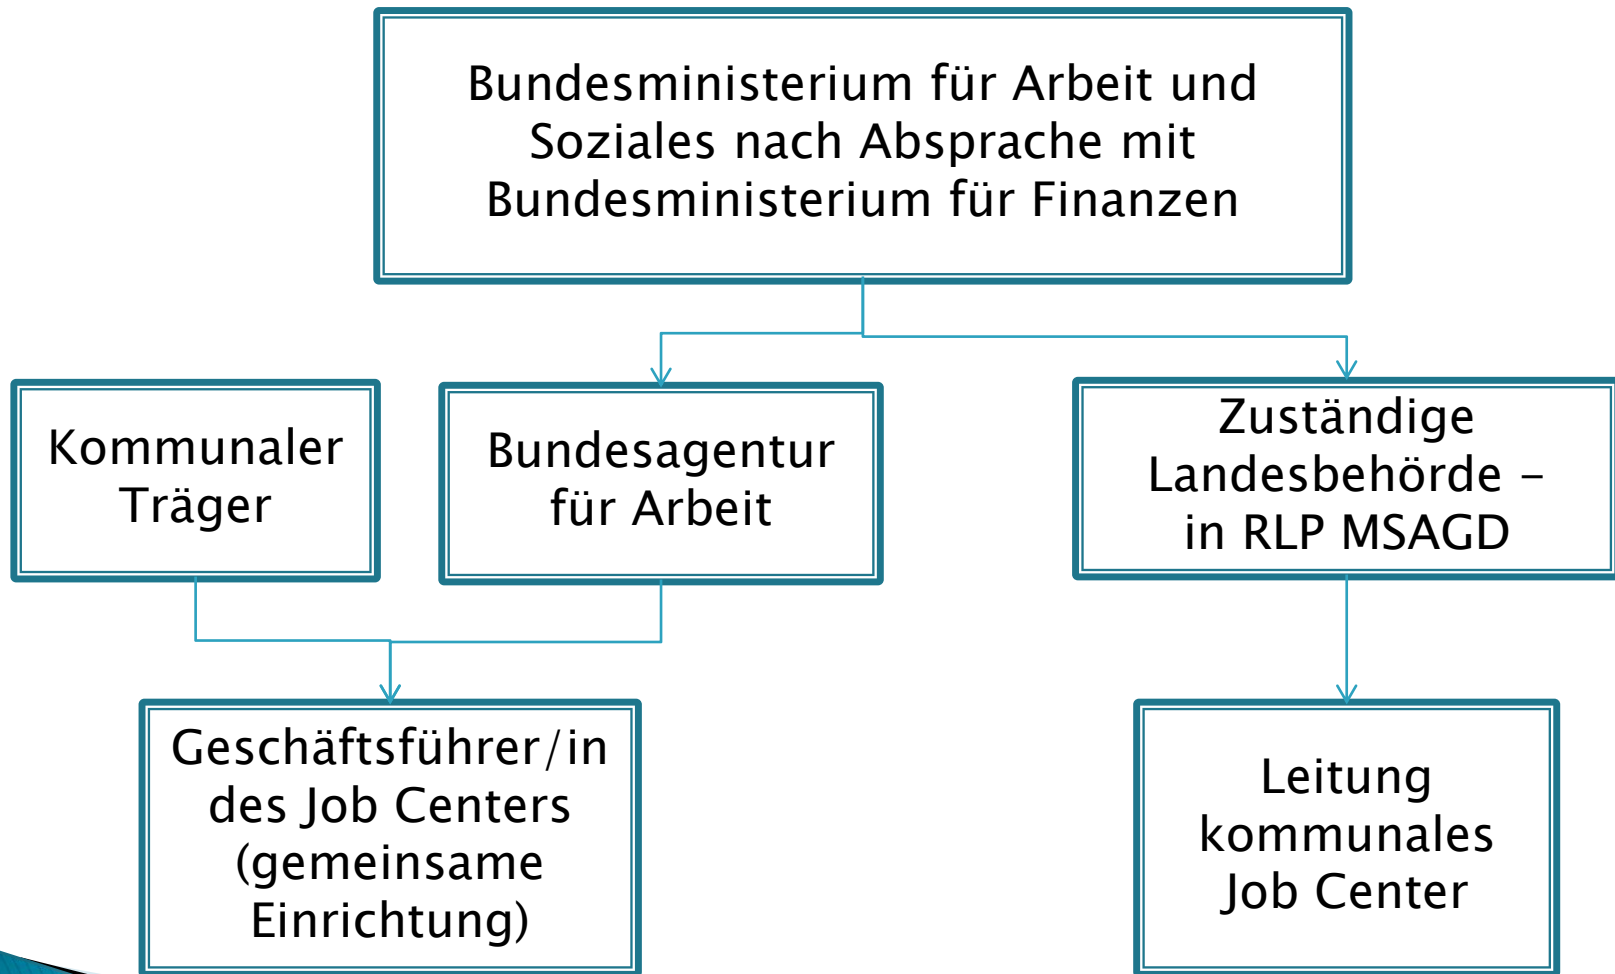 Bundesministerium für Arbeit und
Soziales nach Absprache mit
Bundesministerium für Finanzen
Kommunaler
Träger
Bundesagentur
für Arbeit
Zuständige
Landesbehörde –
in RLP MSAGD
Geschäftsführer/in
des Job Centers
(gemeinsame
Einrichtung)
Leitung
kommunales
Job Center